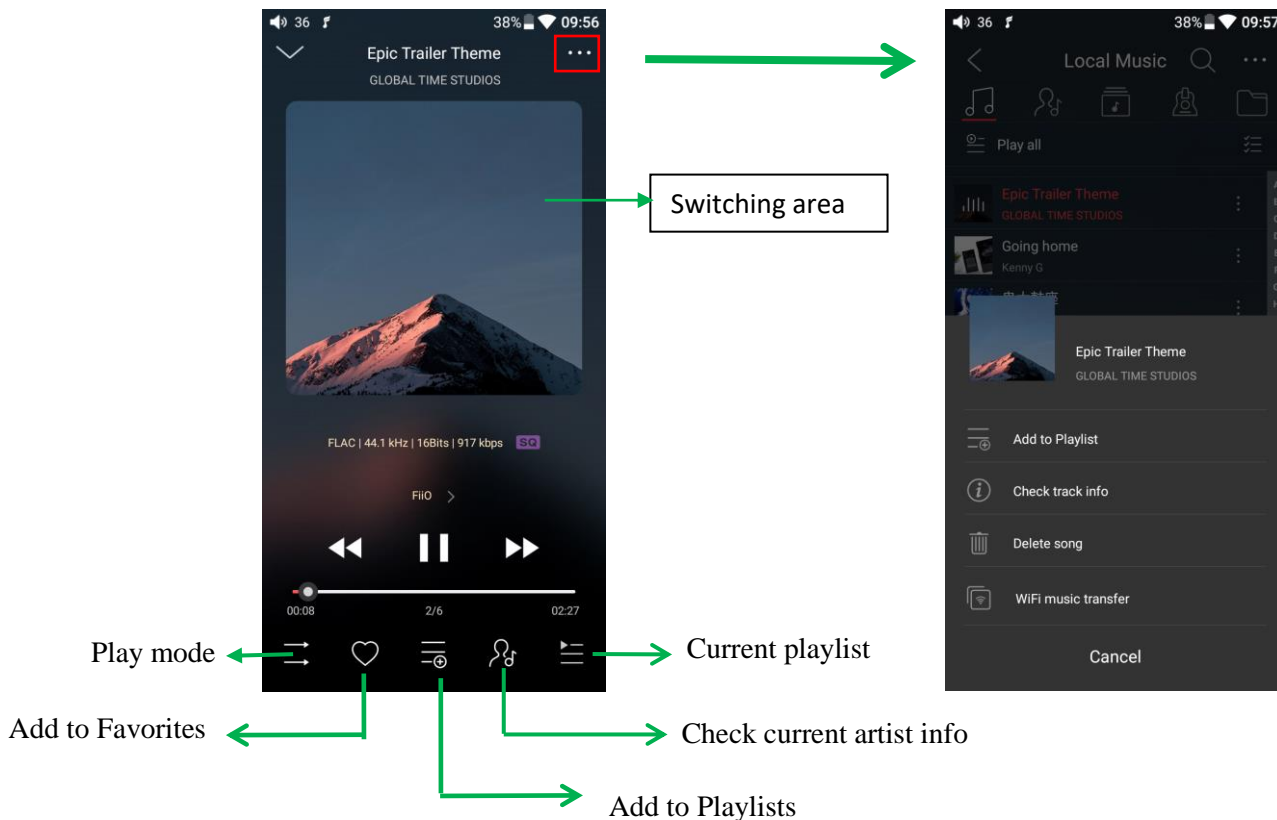 36
38%
09:56
Epic Trailer Theme
GLOBAL TIME STUDIOS
Switching area
FLAC | 44.1 kHz | 16Bits | 917 kbps SQ
FiiO
00:08
2/6
02:27
Play mode
Current playlist
Add to Favorites
Check current artist info
Add to Playlists
36
38%
09:57
Local Music
Play all
Epic Trailer Theme
GLOBAL TIME STUDIOS
Going home
Kenny G
Epic Trailer Theme
GLOBAL TIME STUDIOS
Add to Playlist
Check track info
Delete song
WiFi music transfer
Cancel